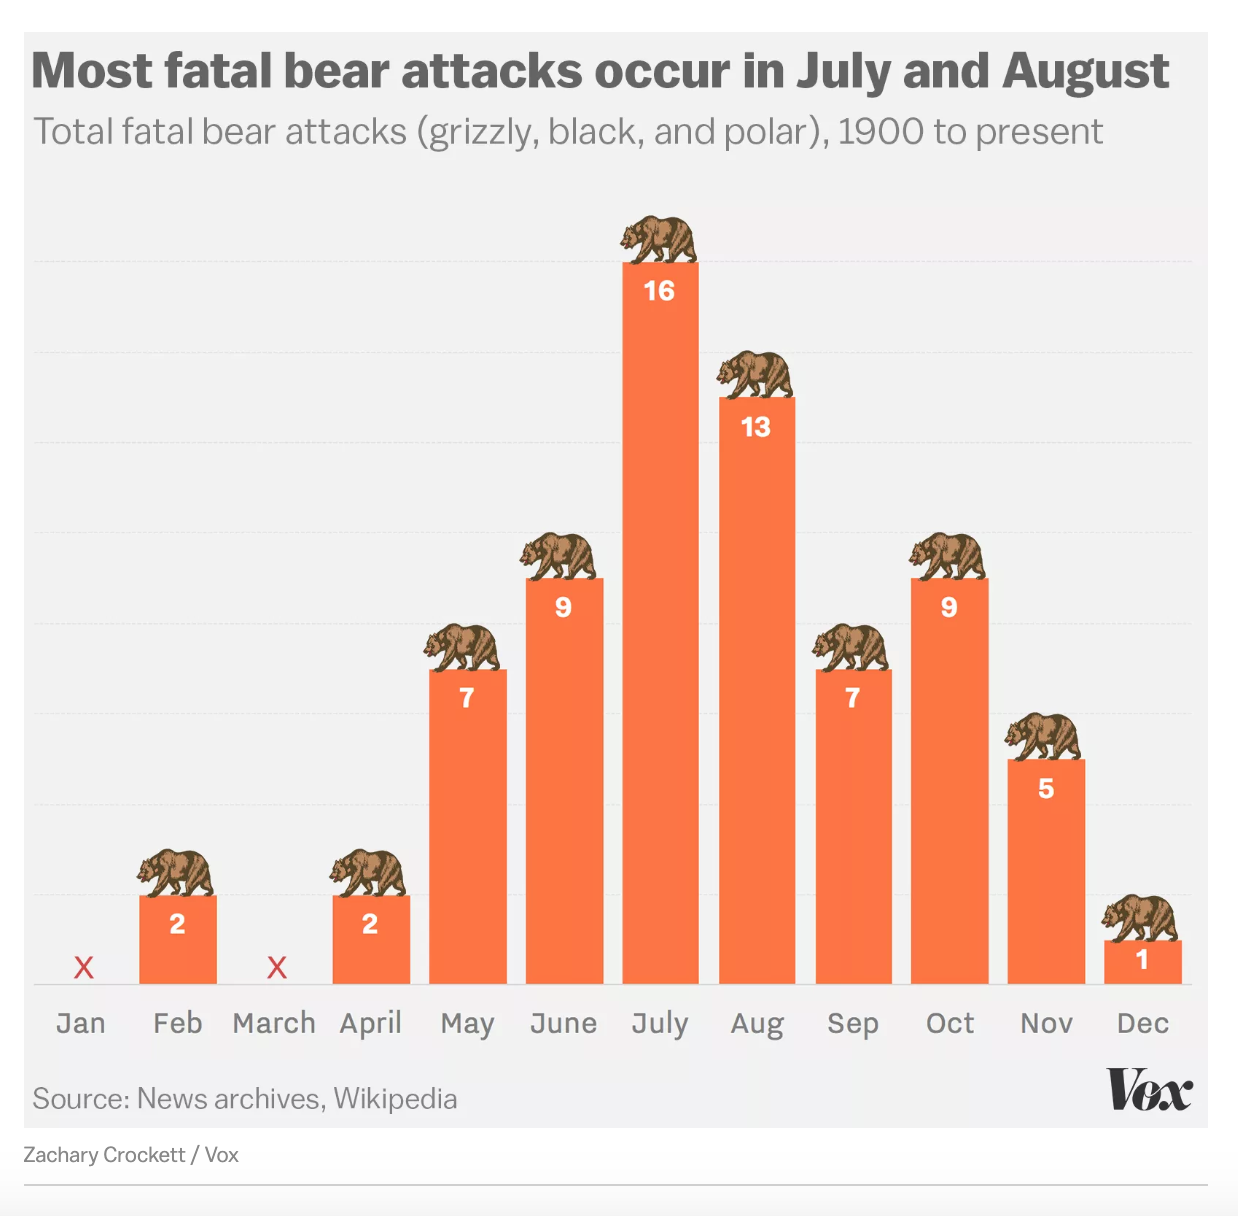 Most fatal bear attacks occur in July and August
Total fatal bear attacks (grizzly, black, and polar), 1900 to present
16
13
9
9
7
7
5
2
2
1
X
X
Jan Feb March April May June July Aug Sep Oct Nov Dec
Source: News archives, Wikipedia
Vox
Zachary Crockett / Vox